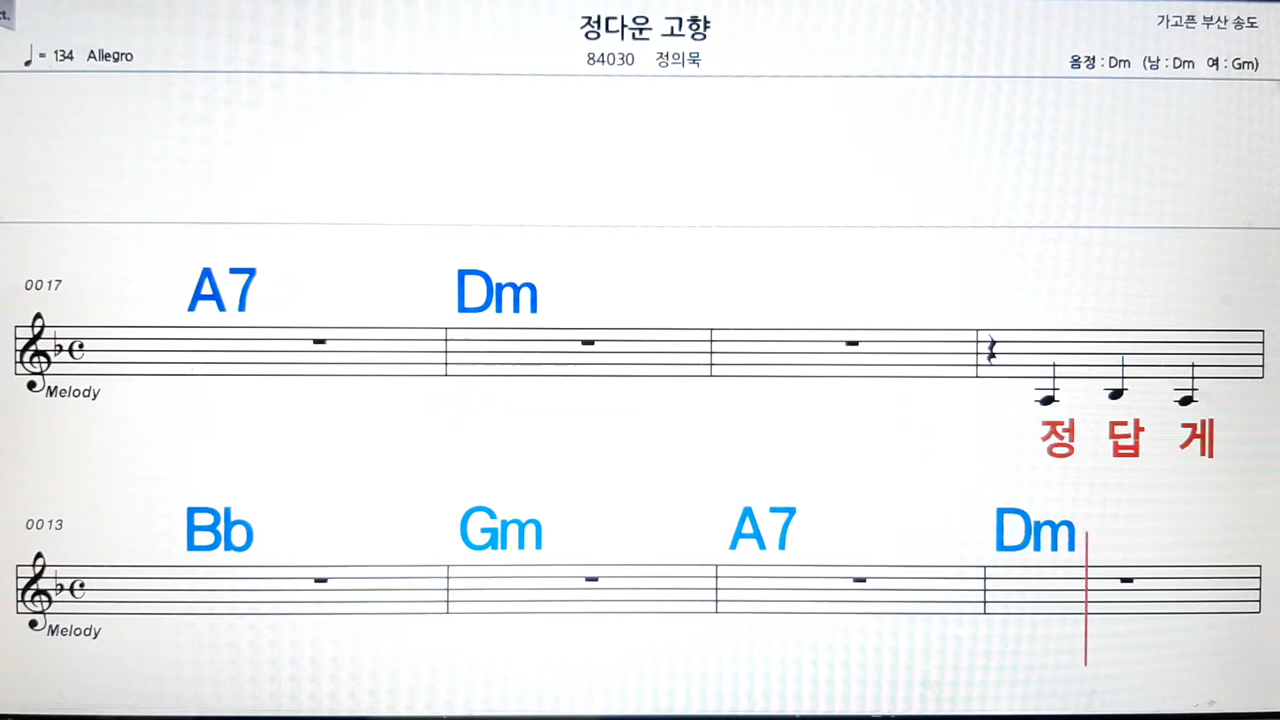 정다운 고향
가고픈 부산 송도
♩ = 134 Allegro
84030 정의묵
음정 : Dm (남 : Dm 여 : Gm)
0017
A7 Dm
Melody
정 답 게
0013
Bb Gm A7 Dm
Melody